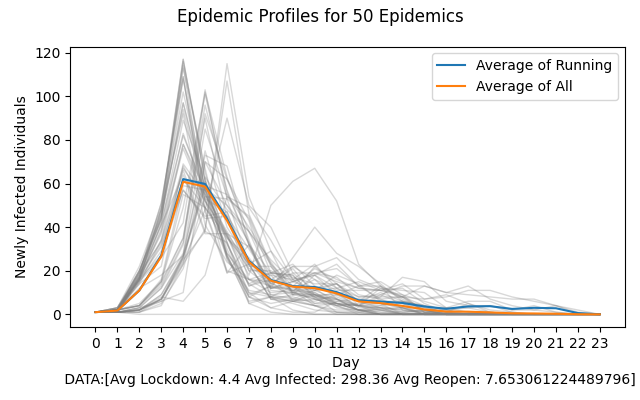 Epidemic Profiles for 50 Epidemics
120
100
80
60
40
20
0
Newly Infected Individuals
Average of Running
Average of All
0 1 2 3 4 5 6 7 8 9 10 11 12 13 14 15 16 17 18 19 20 21 22 23
Day
DATA:[Avg Lockdown: 4.4 Avg Infected: 298.36 Avg Reopen: 7.653061224489796]